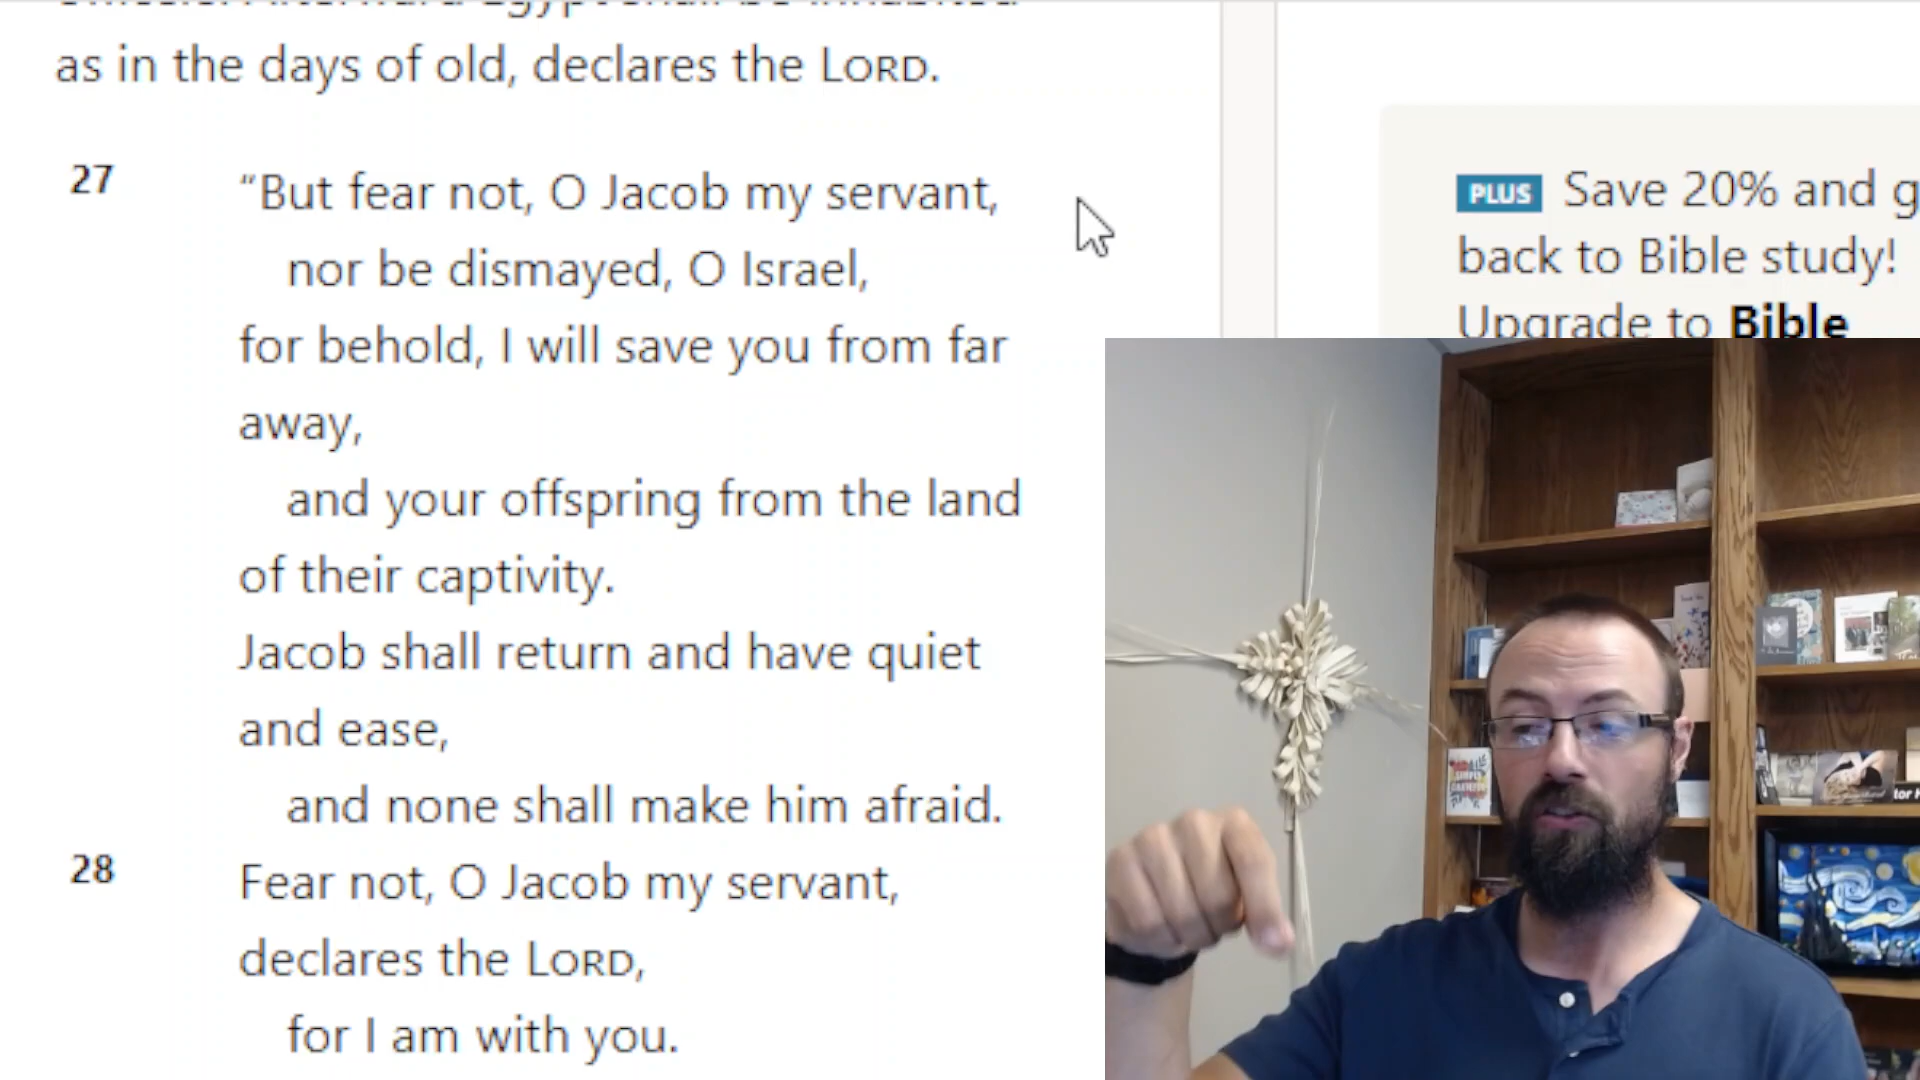 as in the days of old, declares the LORD.
27
“But fear not, O Jacob my servant,
nor be dismayed, O Israel,
for behold, I will save you from far
away,
and your offspring from the land
of their captivity.
Jacob shall return and have quiet
and ease,
and none shall make him afraid.
28
Fear not, O Jacob my servant,
declares the LORD,
for I am with you.
PLUS Save 20% and g
back to Bible study!
Upgrade to Bible
tor H